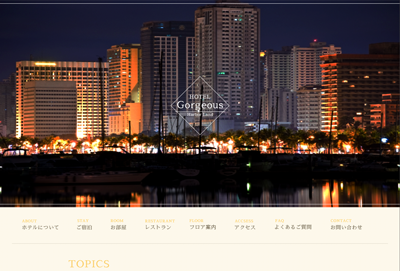 HOTEL
Gorgeous
ABOUT
ホテルについて
STAY
ご宿泊
ROOM
お部屋
RESTAURANT
レストラン
FLOOR
フロア案内
ACCESS
アクセス
FAQ
よくあるご質問
CONTACT
お問い合わせ
TOPICS